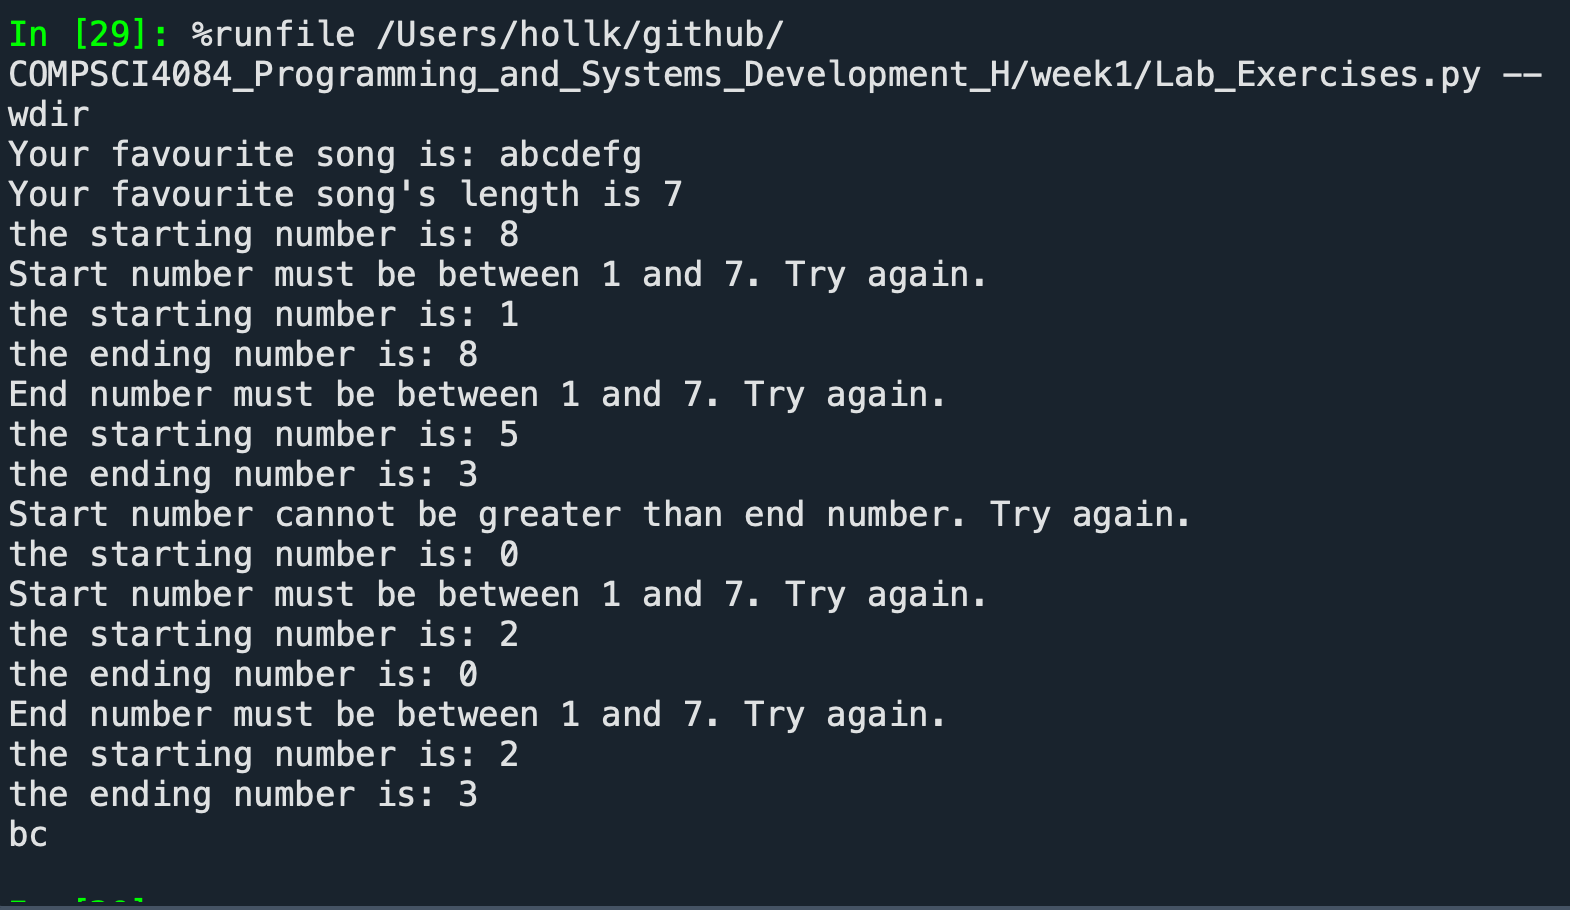 In [29]: %runfile /Users/hollk/github/
COMPSCI4084_Programming_and_Systems_Development_H/week1/Lab_Exercises.py --
wdir
Your favourite song is: abcdefg
Your favourite song's length is 7
the starting number is: 8
Start number must be between 1 and 7. Try again.
the starting number is: 1
the ending number is: 8
End number must be between 1 and 7. Try again.
the starting number is: 5
the ending number is: 3
Start number cannot be greater than end number. Try again.
the starting number is: 0
Start number must be between 1 and 7. Try again.
the starting number is: 2
the ending number is: 0
End number must be between 1 and 7. Try again.
the starting number is: 2
the ending number is: 3
bc